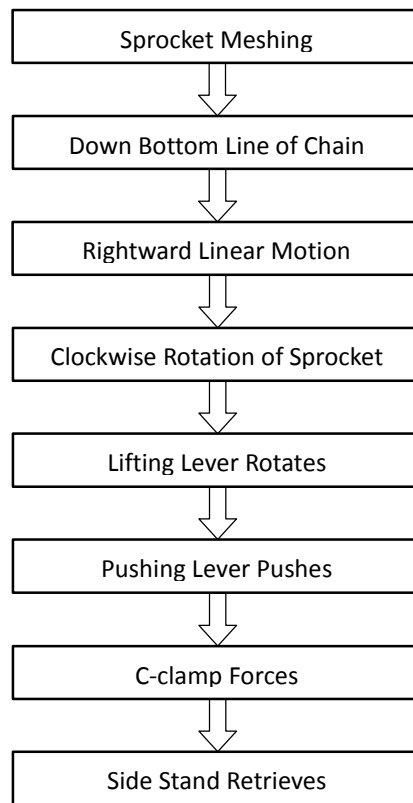 Sprocket Meshing
Down Bottom Line of Chain
Rightward Linear Motion
Clockwise Rotation of Sprocket
Lifting Lever Rotates
Pushing Lever Pushes
C-clamp Forces
Side Stand Retrieves